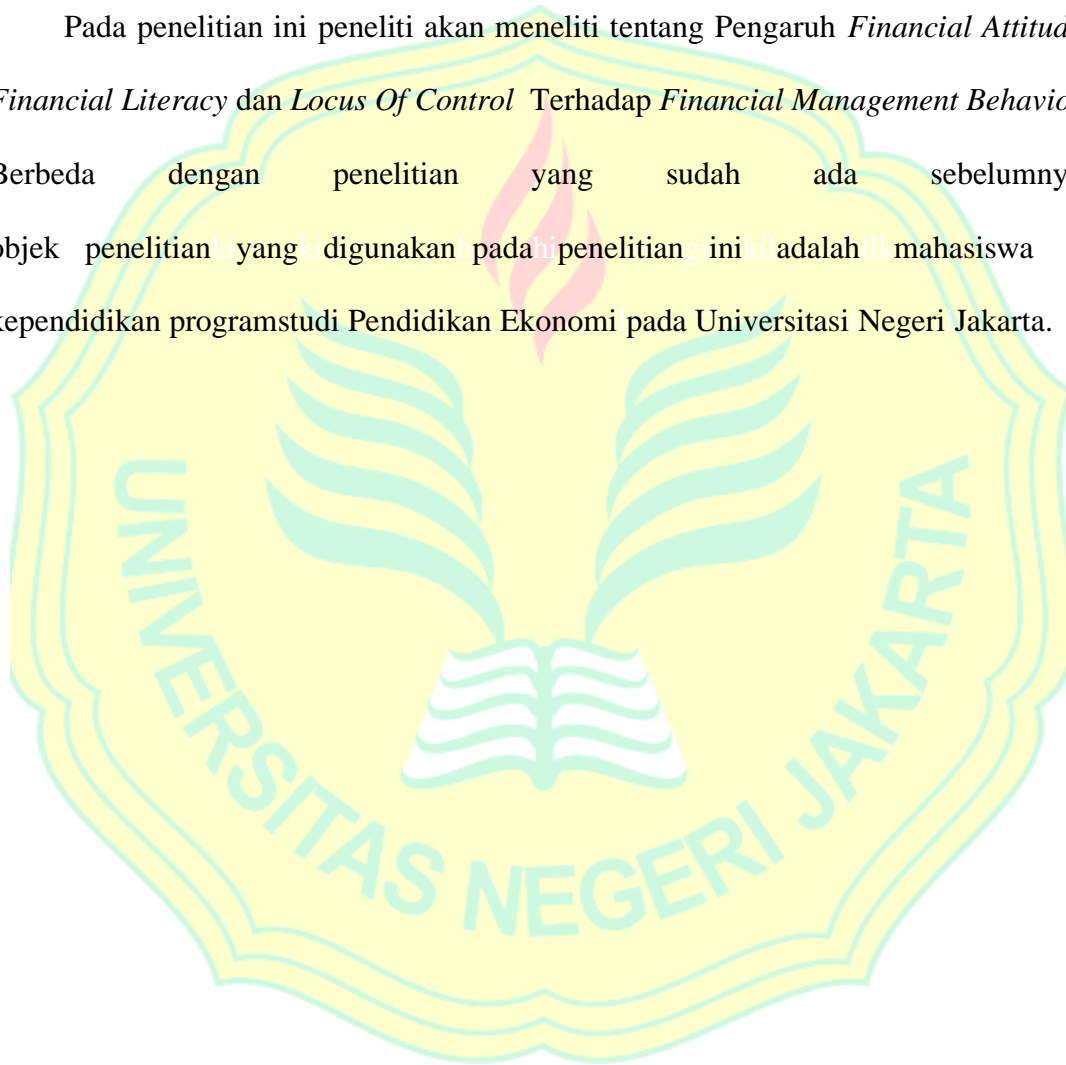 Pada penelitian ini peneliti akan meneliti tentang Pengaruh Financial Attitud
Financial Literacy dan Locus Of Control Terhadap Financial Management Behavio
Berbeda dengan penelitian yang sudah ada sebelumny
objek penelitian yang digunakan pada penelitian ini adalah mahasiswa
kependidikan programstudi Pendidikan Ekonomi pada Universitasi Negeri Jakarta.
UNIVERSITAS NEGERI JAKARTA